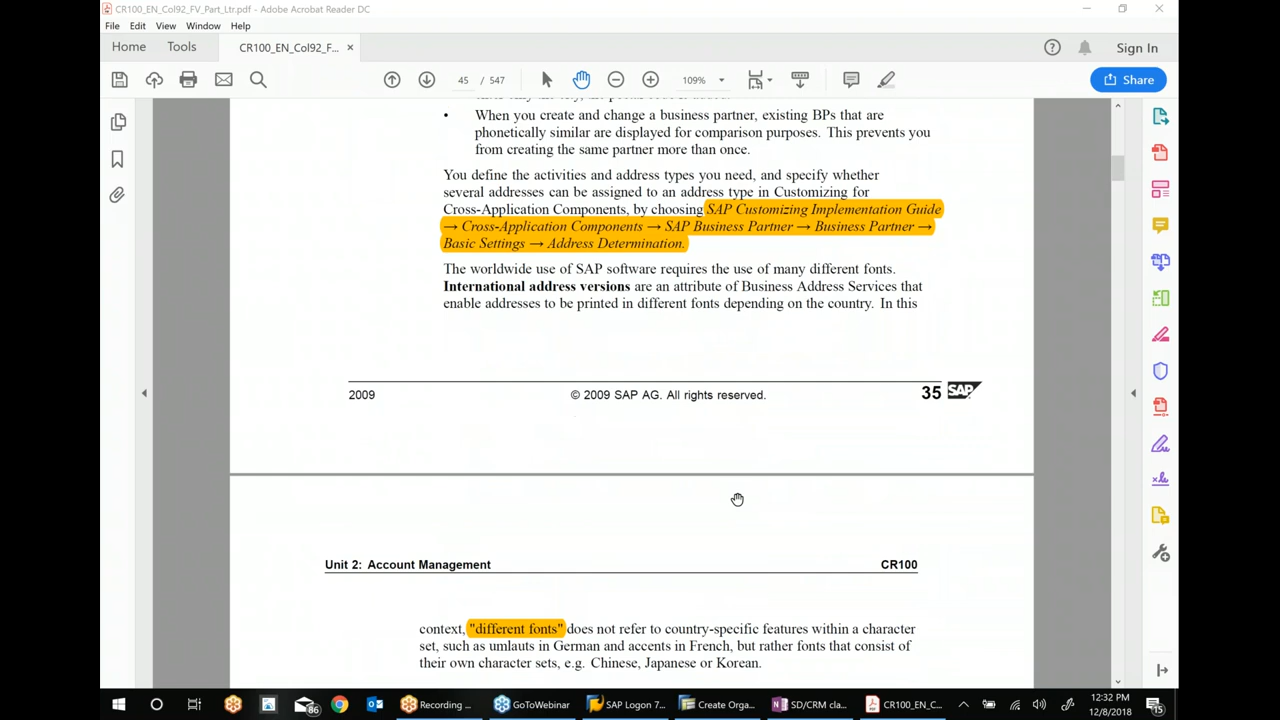 CR100_EN_Col92_FV_Part_Ltr.pdf - Adobe Acrobat Reader DC
File Edit View Window Help
Home Tools CR100_EN_Col92_F... × Sign In
45 / 547 109% Share
• When you create and change a business partner, existing BPs that are
phonetically similar are displayed for comparison purposes. This prevents you
from creating the same partner more than once.
You define the activities and address types you need, and specify whether
several addresses can be assigned to an address type in Customizing for
Cross-Application Components, by choosing SAP Customizing Implementation Guide
→ Cross-Application Components → SAP Business Partner → Business Partner →
Basic Settings → Address Determination.
The worldwide use of SAP software requires the use of many different fonts.
International address versions are an attribute of Business Address Services that
enable addresses to be printed in different fonts depending on the country. In this
2009 © 2009 SAP AG. All rights reserved. 35 SAP
Unit 2: Account Management CR100
context, "different fonts" does not refer to country-specific features within a character
set, such as umlauts in German and accents in French, but rather fonts that consist of
their own character sets, e.g. Chinese, Japanese or Korean.
86 Recording ... GoToWebinar SAP Logon 7... Create Orga... SD/CRM cla... CR100_EN_C... 12:32 PM
12/8/2018 15